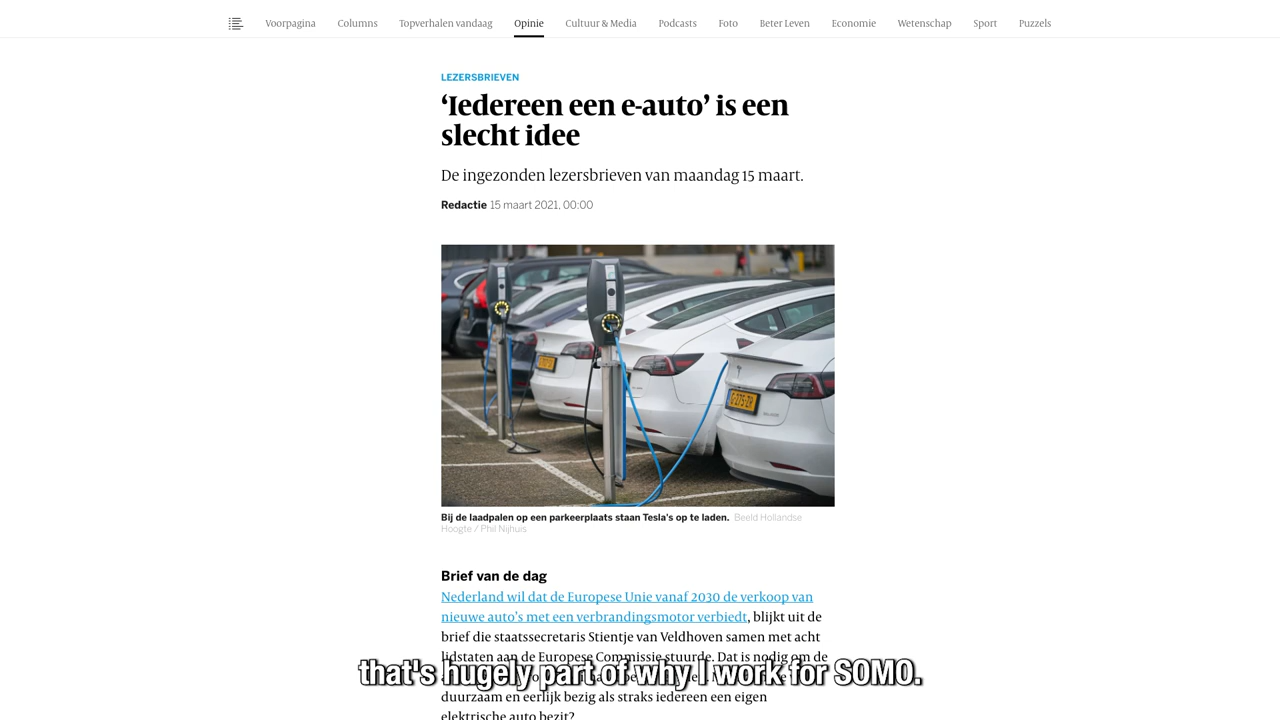 Voorpagina Columns Topverhalen vandaag Opinie Cultuur & Media Podcasts Foto Beter Leven Economie Wetenschap Sport Puzzels
LEZERSBRIEVEN
‘Iedereen een e-auto’ is een
slecht idee
De ingezonden lezersbrieven van maandag 15 maart.
Redactie 15 maart 2021, 00:00
Bij de laadpalen op een parkeerplaats staan Tesla's op te laden. Beeld Hollandse
Hoogte / Phil Nijhuis
Brief van de dag
Nederland wil dat de Europese Unie vanaf 2030 de verkoop van
nieuwe auto’s met een verbrandingsmotor verbiedt, blijkt uit de
brief die staatssecretaris Stientje van Veldhoven samen met acht
lidstaten aan de Europese Commissie stuurde. Dat is nodig om de
that's hugely part of why I work for SOMO.
duurzaam en eerlijk bezig als straks iedereen een eigen
elektrische auto bezit?